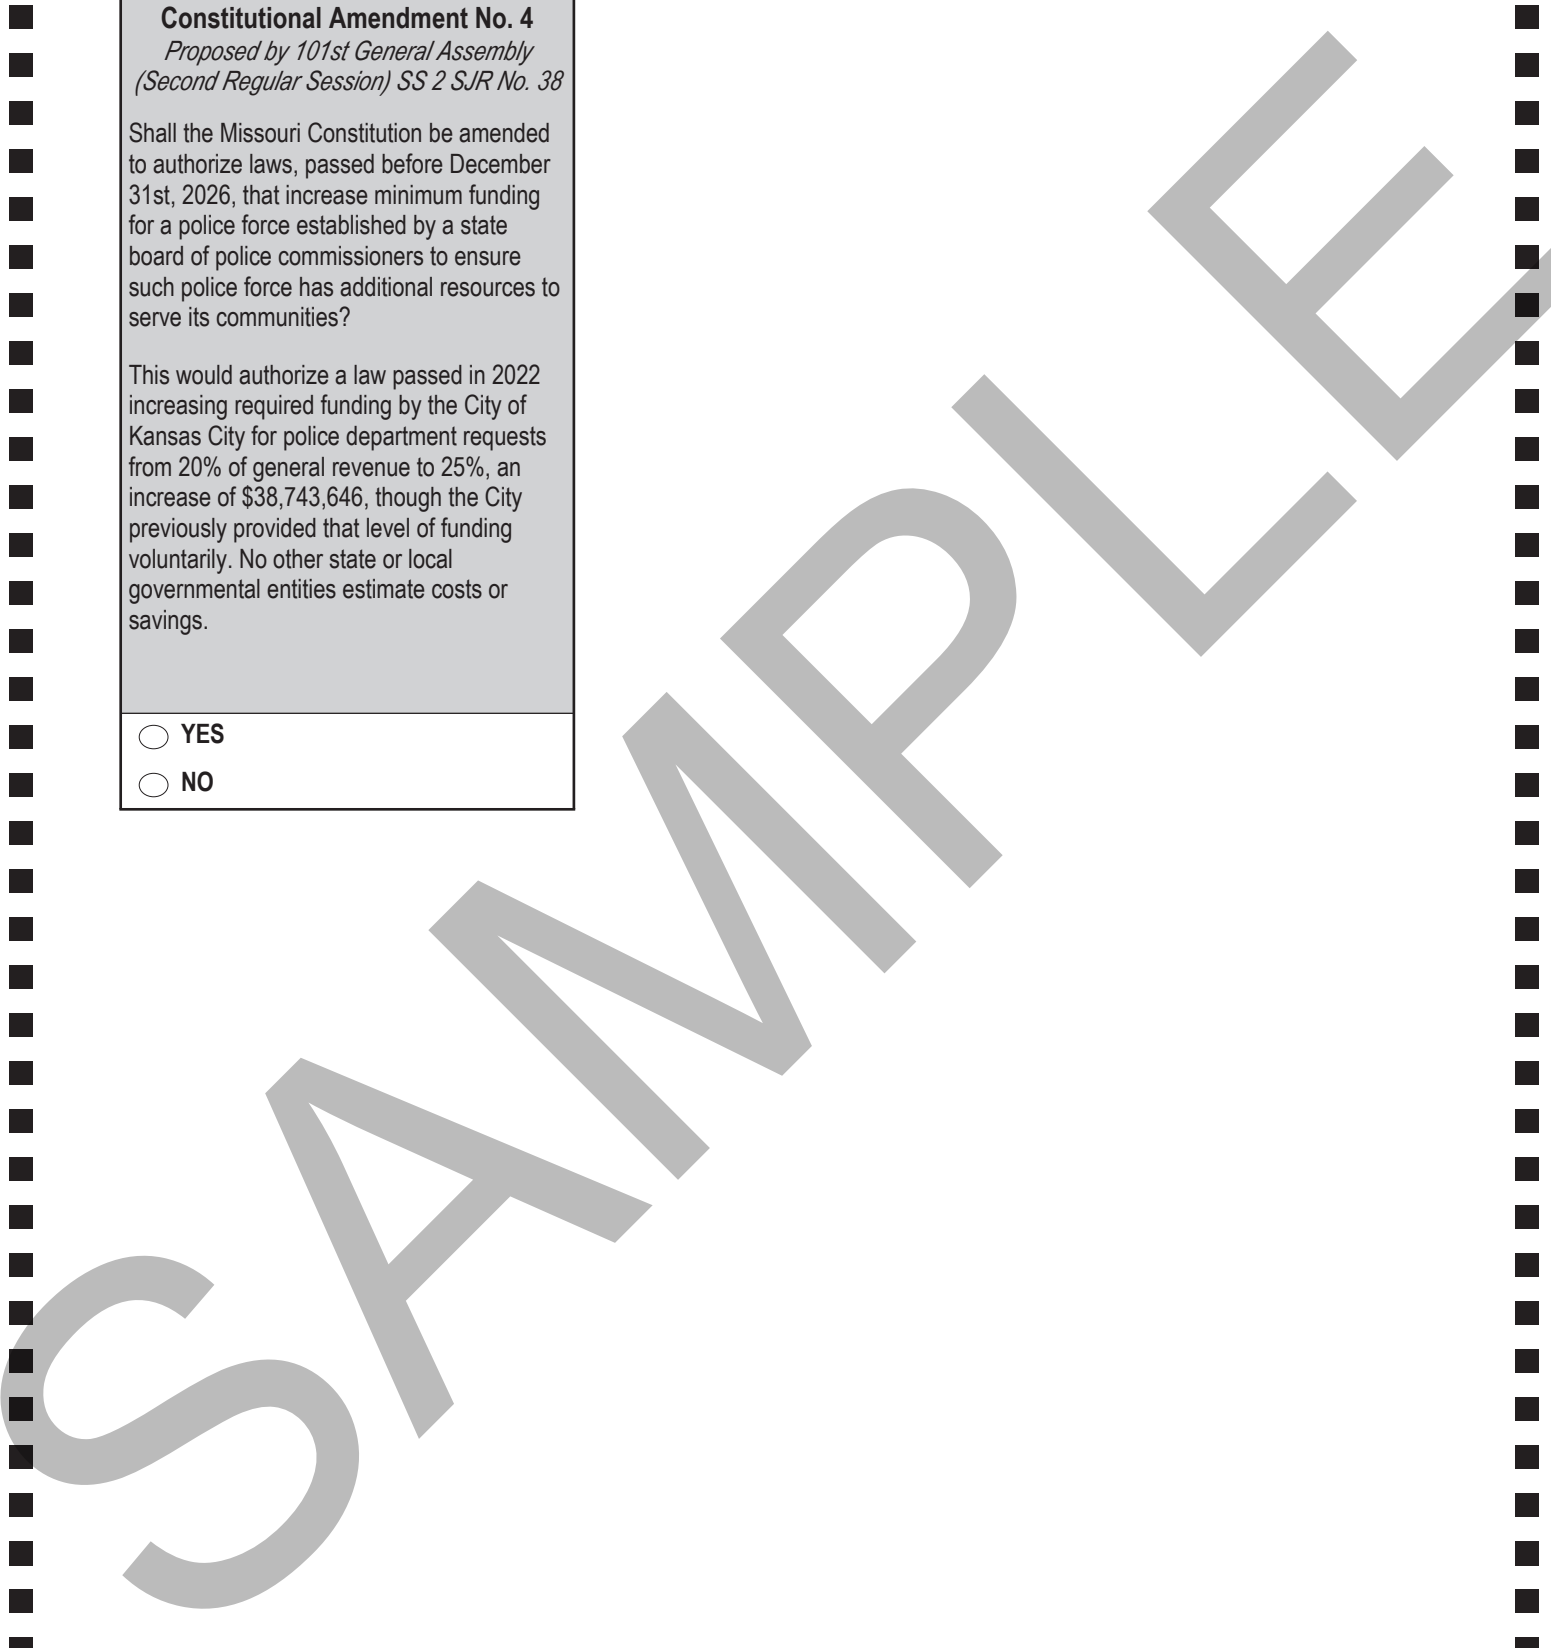 Constitutional Amendment No. 4
Proposed by 101st General Assembly
(Second Regular Session) SS 2 SJR No. 38
Shall the Missouri Constitution be amended
to authorize laws, passed before December
31st, 2026, that increase minimum funding
for a police force established by a state
board of police commissioners to ensure
such police force has additional resources to
serve its communities?
This would authorize a law passed in 2022
increasing required funding by the City of
Kansas City for police department requests
from 20% of general revenue to 25%, an
increase of $38,743,646, though the City
previously provided that level of funding
voluntarily. No other state or local
governmental entities estimate costs or
savings.
YES
NO
SAMPLE